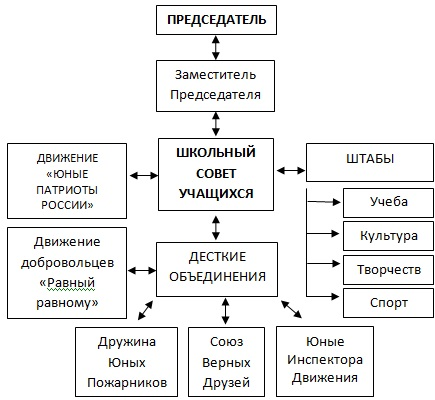 ПРЕДСЕДАТЕЛЬ
Заместитель
Председателя
ДВИЖЕНИЕ
«ЮНЫЕ
ПАТРИОТЫ
РОССИИ»
ШКОЛЬНЫЙ
СОВЕТ
УЧАЩИХСЯ
ШТАБЫ
Учеба
Культура
Творчеств
Спорт
Движение
добровольцев
«Равный
равному»
ДЕСТКИЕ
ОБЪЕДИНЕНИЯ
Дружина
Юных
Пожарников
Союз
Верных
Друзей
Юные
Инспектора
Движения